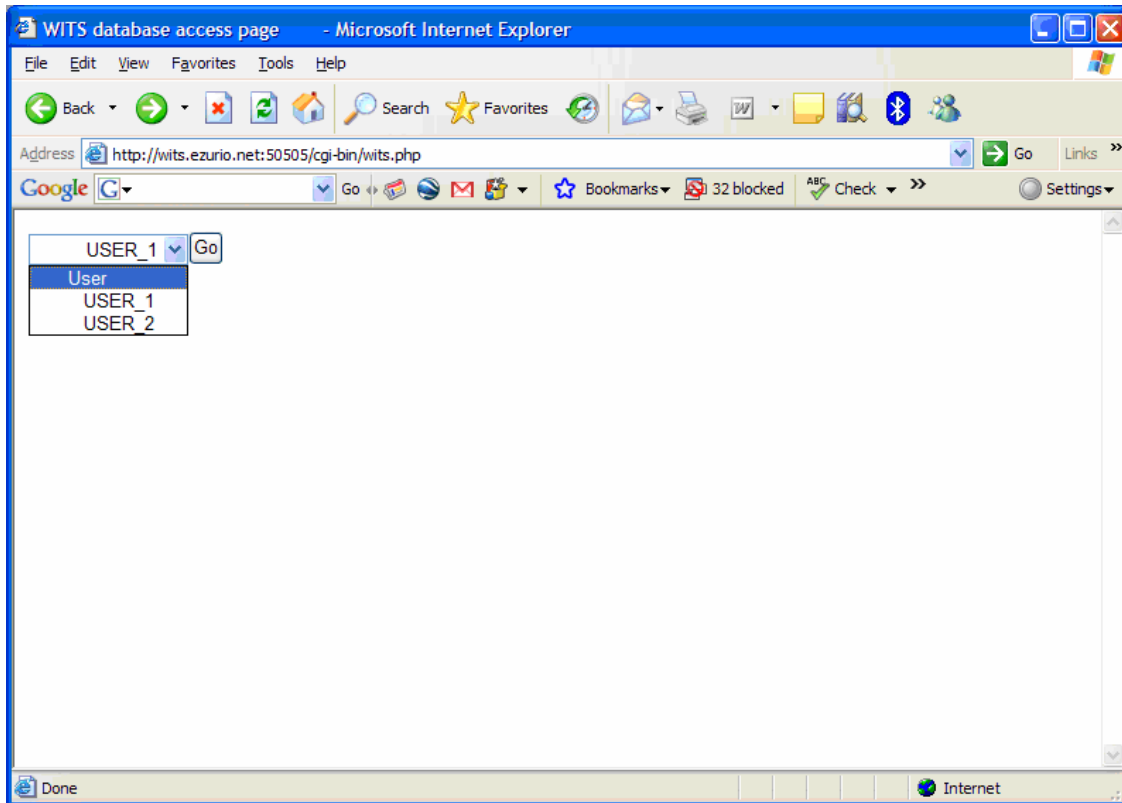 WITS database access page - Microsoft Internet Explorer
File Edit View Favorites Tools Help
Back Search Favorites W
Address http://wits.ezurio.net:50505/cgi-bin/wits.php Go Links »
Google G Go Bookmarks 32 blocked ABC Check » Settings
USER_1 Go
User
USER_1
USER_2
Done Internet